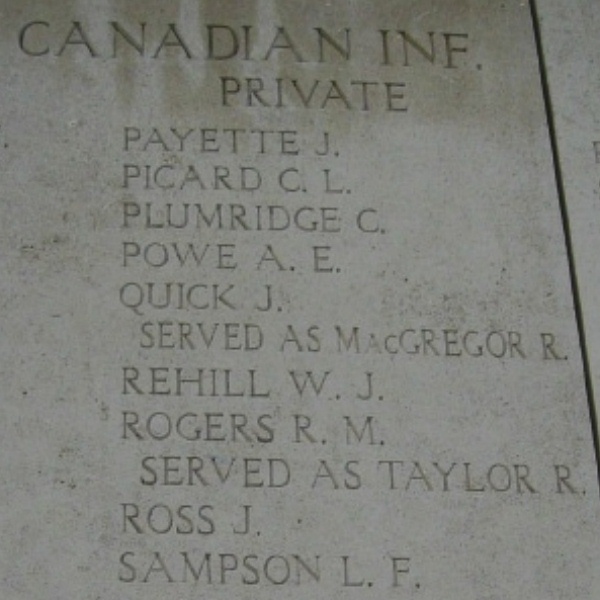 CANADIAN INF.
PRIVATE
PAYETTE J.
PICARD C. L.
PLUMRIDGE C.
POWE A. E.
QUICK J.
SERVED AS MACGREGOR R.
REHILL W. J.
ROGERS R. M.
SERVED AS TAYLOR R.
ROSS J.
SAMPSON L. F.